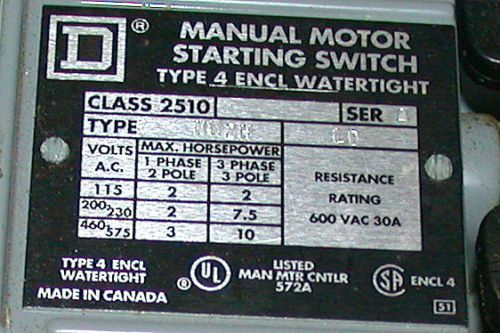 D ®
MANUAL MOTOR
STARTING SWITCH
TYPE 4 ENCL WATERTIGHT
CLASS 2510 SER A
TYPE
VOLTS A.C. MAX. HORSEPOWER
1 PHASE 2 POLE 3 PHASE 3 POLE
RESISTANCE
RATING
600 VAC 30A
115 2 2
200-230 2 7.5
460-575 3 10
TYPE 4 ENCL
WATERTIGHT
MADE IN CANADA
® UL
LISTED
MAN MTR CNTLR
572A
SA ENCL 4
51